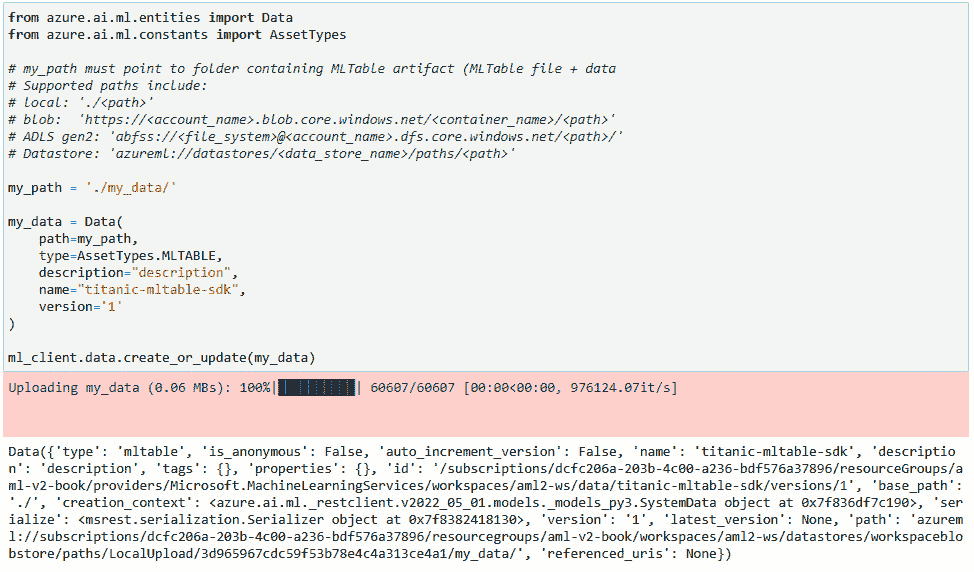 from azure.ai.ml.entities import Data
from azure.ai.ml.constants import AssetTypes
# my_path must point to folder containing MLTable artifact (MLTable file + data
# Supported paths include:
# local: './<path>'
# blob:  'https://<account_name>.blob.core.windows.net/<container_name>/<path>'
# ADLS gen2: 'abfss://<file_system>@<account_name>.dfs.core.windows.net/<path>/'
# Datastore: 'azureml://datastores/<data_store_name>/paths/<path>'
my_path = './my_data/'
my_data = Data(
    path=my_path,
    type=AssetTypes.MLTABLE,
    description="description",
    name="titanic-mltable-sdk",
    version='1'
)
ml_client.data.create_or_update(my_data)
Uploading my_data (0.06 MBs): 100%|██████████| 60607/60607 [00:00<00:00, 976124.07it/s]
Data({'type': 'mltable', 'is_anonymous': False, 'auto_increment_version': False, 'name': 'titanic-mltable-sdk', 'descriptio
n': 'description', 'tags': {}, 'properties': {}, 'id': '/subscriptions/dcfc206a-203b-4c00-a236-bdf576a37896/resourceGroups/a
ml-v2-book/providers/Microsoft.MachineLearningServices/workspaces/aml2-ws/data/titanic-mltable-sdk/versions/1', 'base_path':
'./', 'creation_context': <azure.ai.ml._restclient.v2022_05_01.models._models_py3.SystemData object at 0x7f836df7c190>, 'ser
ialize': <msrest.serialization.Serializer object at 0x7f8382418130>, 'version': '1', 'latest_version': None, 'path': 'azurem
l://subscriptions/dcfc206a-203b-4c00-a236-bdf576a37896/resourcegroups/aml-v2-book/workspaces/aml2-ws/datastores/workspaceblo
bstore/paths/LocalUpload/3d965967cdc59f53b78e4c4a313ce4a1/my_data/', 'referenced_uris': None})